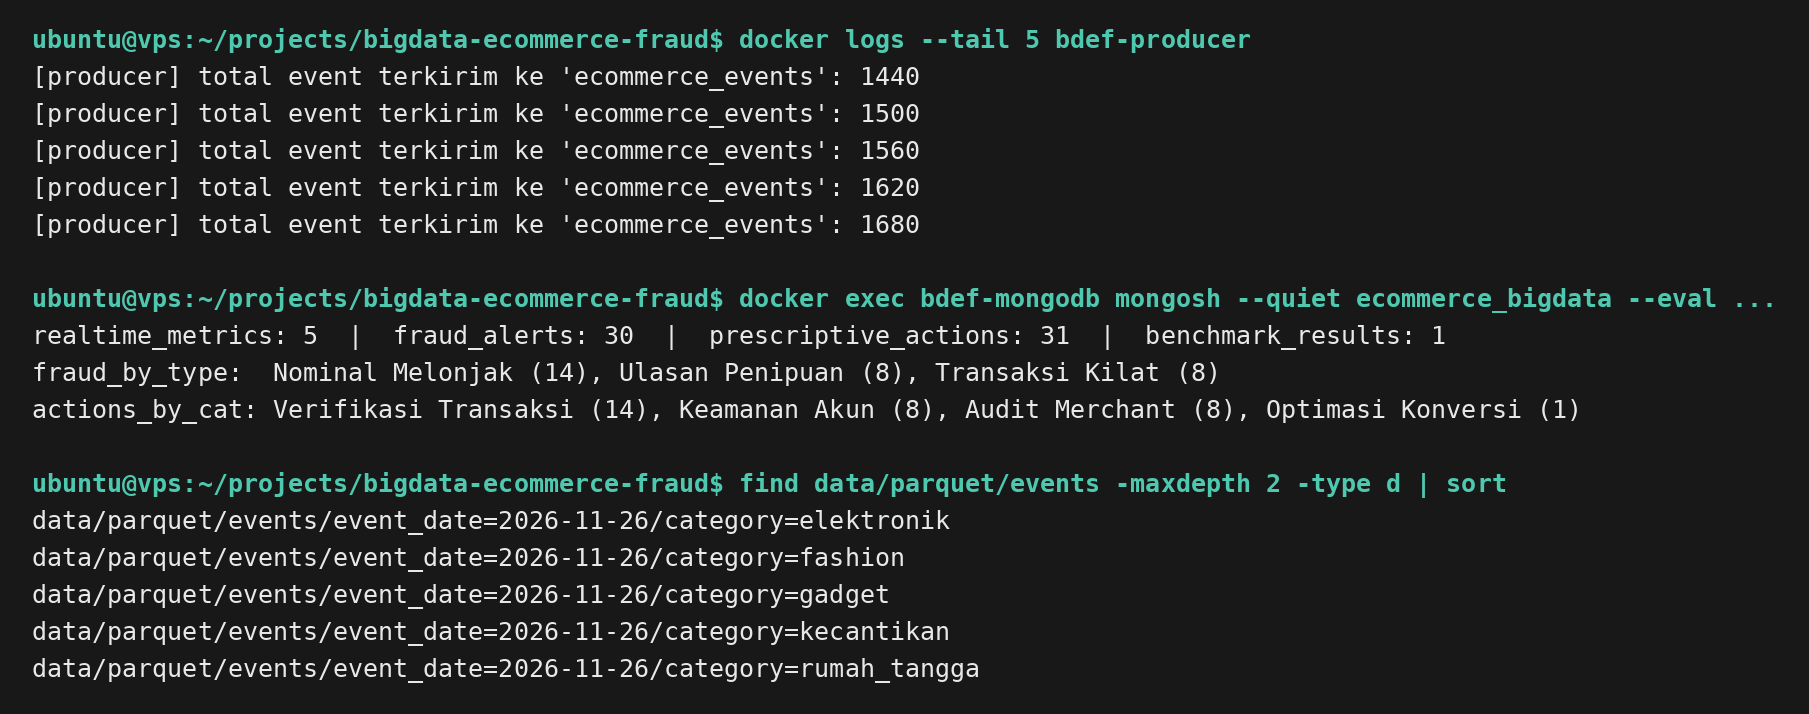 ubuntu@vps:~/projects/bigdata-ecommerce-fraud$ docker logs --tail 5 bdef-producer
[producer] total event terkirim ke 'ecommerce_events': 1440
[producer] total event terkirim ke 'ecommerce_events': 1500
[producer] total event terkirim ke 'ecommerce_events': 1560
[producer] total event terkirim ke 'ecommerce_events': 1620
[producer] total event terkirim ke 'ecommerce_events': 1680
ubuntu@vps:~/projects/bigdata-ecommerce-fraud$ docker exec bdef-mongodb mongosh --quiet ecommerce_bigdata --eval ...
realtime_metrics: 5  |  fraud_alerts: 30  |  prescriptive_actions: 31  |  benchmark_results: 1
fraud_by_type:  Nominal Melonjak (14), Ulasan Penipuan (8), Transaksi Kilat (8)
actions_by_cat: Verifikasi Transaksi (14), Keamanan Akun (8), Audit Merchant (8), Optimasi Konversi (1)
ubuntu@vps:~/projects/bigdata-ecommerce-fraud$ find data/parquet/events -maxdepth 2 -type d | sort
data/parquet/events/event_date=2026-11-26/category=elektronik
data/parquet/events/event_date=2026-11-26/category=fashion
data/parquet/events/event_date=2026-11-26/category=gadget
data/parquet/events/event_date=2026-11-26/category=kecantikan
data/parquet/events/event_date=2026-11-26/category=rumah_tangga